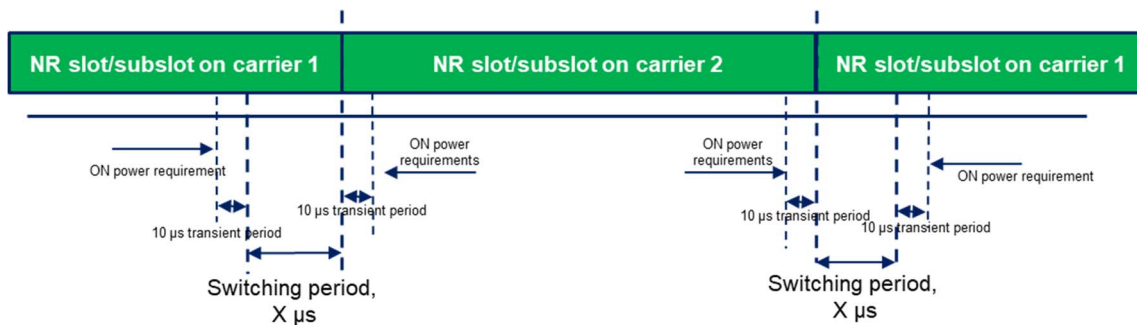 NR slot/subslot on carrier 1
NR slot/subslot on carrier 2
NR slot/subslot on carrier 1
ON power requirement
ON power
requirements
ON power
requirements
ON power requirement
10 µs transient period
10 µs transient period
10 µs transient period
10 µs transient period
Switching period,
X µs
Switching period,
X µs